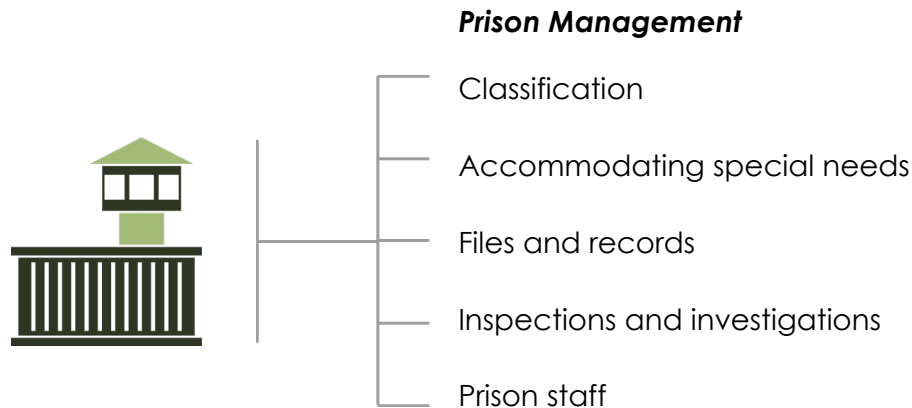 Prison Management
Classification
Accommodating special needs
Files and records
Inspections and investigations
Prison staff